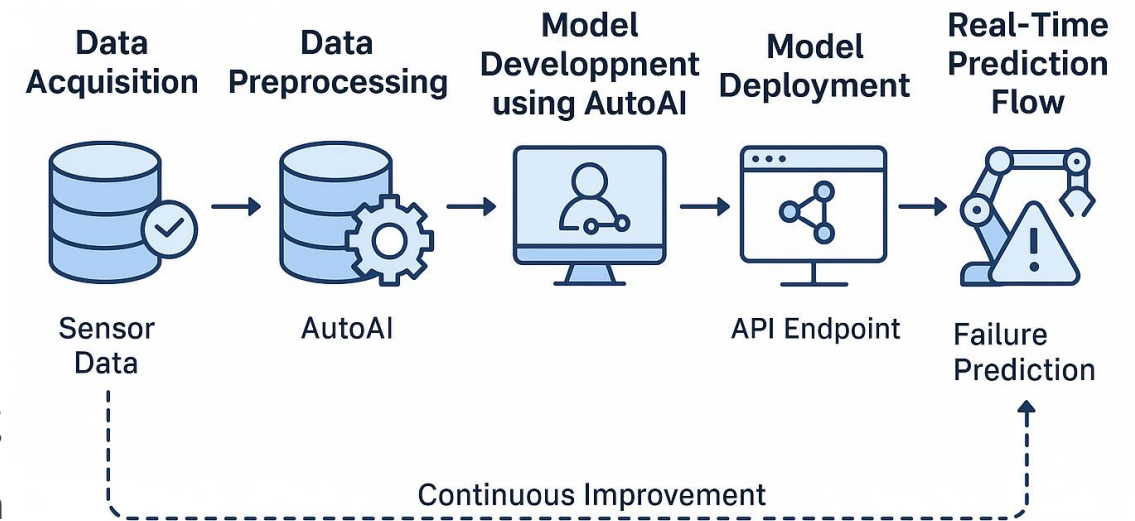 Data
Acquisition
Data
Preprocessing
Model
Developpnent
using AutoAI
Model
Deployment
Real-Time
Prediction
Flow
Sensor
Data
AutoAI
API Endpoint
Failure
Prediction
Continuous Improvement